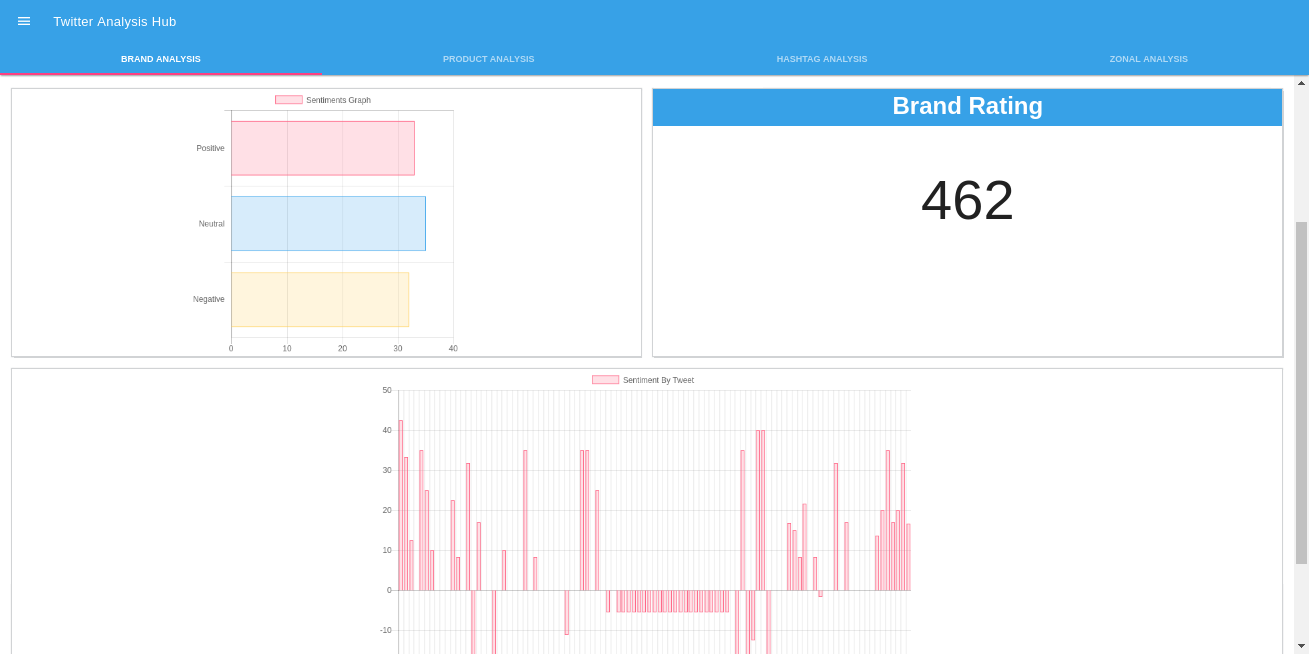 Twitter Analysis Hub
BRAND ANALYSIS
PRODUCT ANALYSIS
HASHTAG ANALYSIS
ZONAL ANALYSIS
Sentiments Graph
Positive
Neutral
Negative
0 10 20 30 40
Brand Rating
462
Sentiment By Tweet
50
40
30
20
10
0
-10